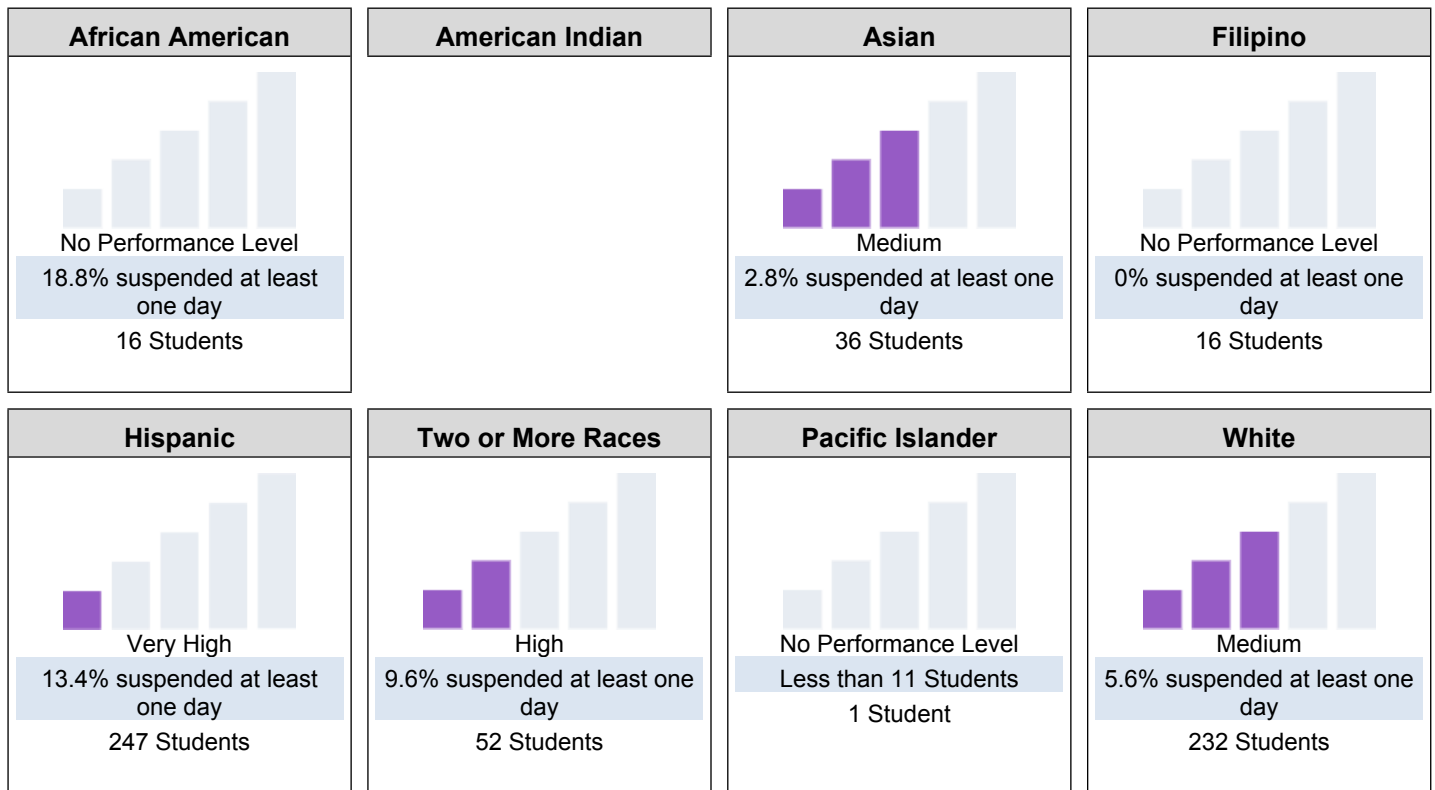 African American
No Performance Level
18.8% suspended at least
one day
16 Students
American Indian
Asian
Medium
2.8% suspended at least one
day
36 Students
Filipino
No Performance Level
0% suspended at least one
day
16 Students
Hispanic
Very High
13.4% suspended at least
one day
247 Students
Two or More Races
High
9.6% suspended at least one
day
52 Students
Pacific Islander
No Performance Level
Less than 11 Students
1 Student
White
Medium
5.6% suspended at least one
day
232 Students